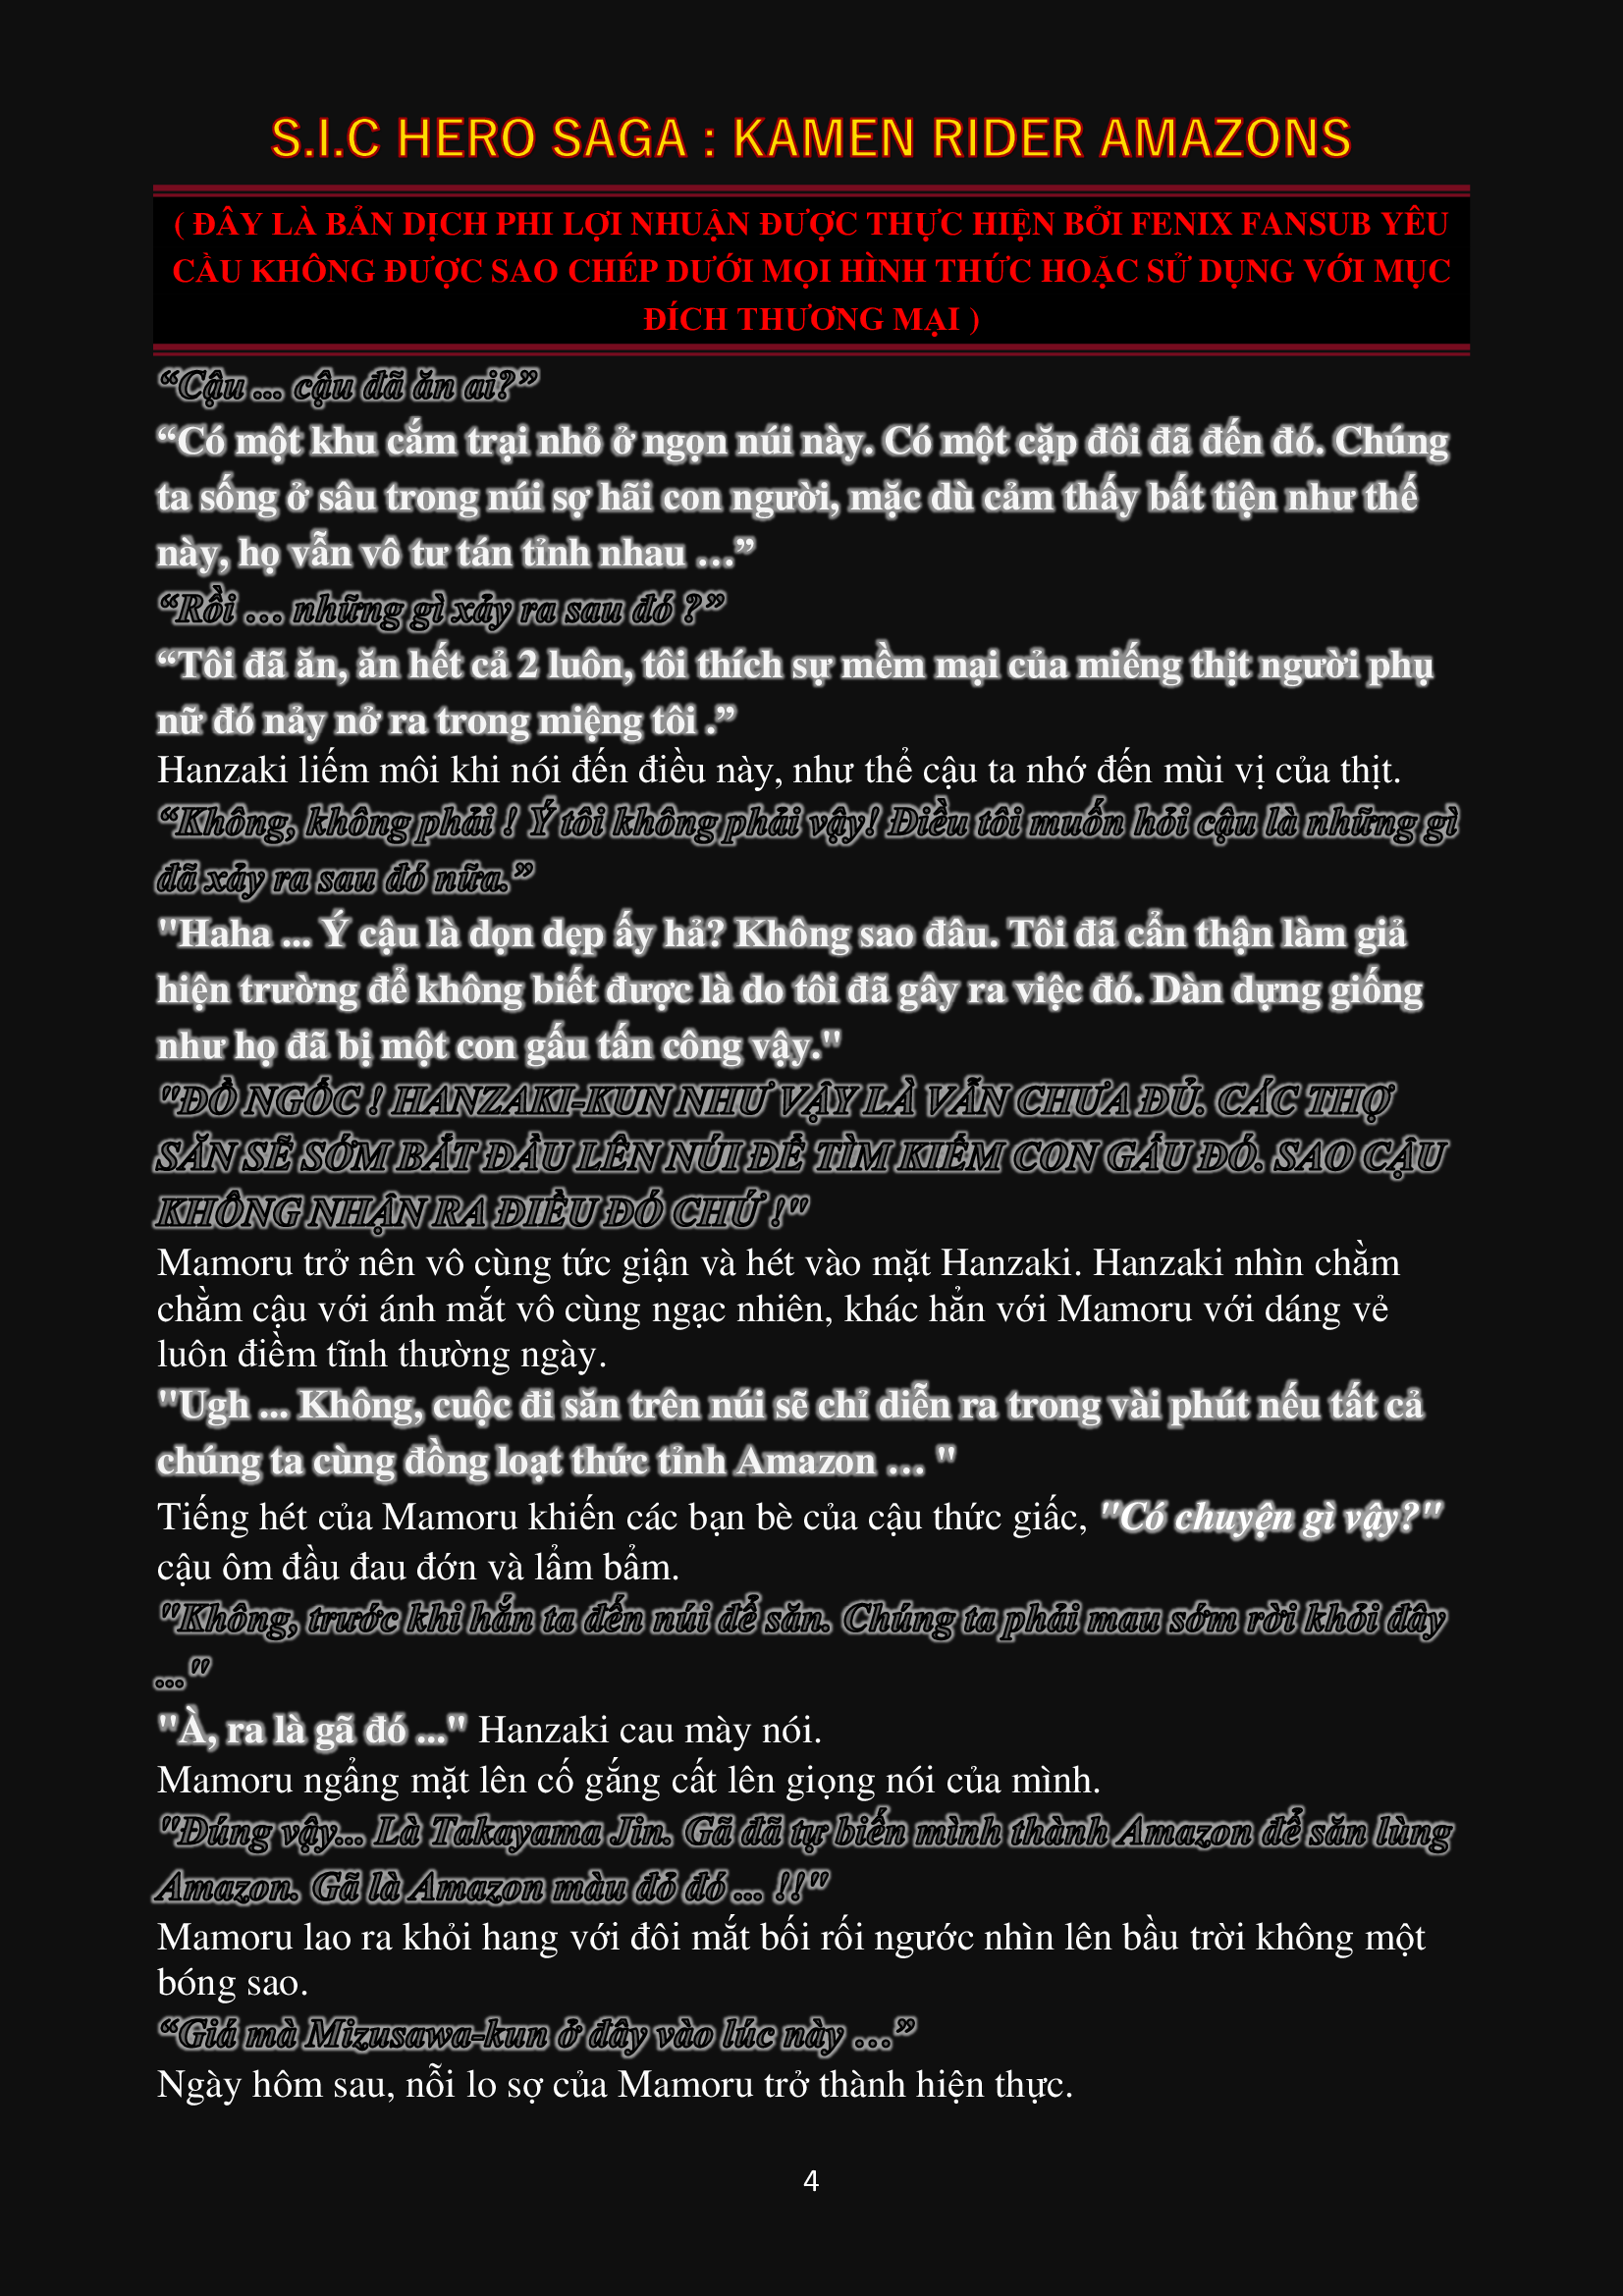 S.I.C HERO SAGA : KAMEN RIDER AMAZONS
( ĐÂY LÀ BẢN DỊCH PHI LỢI NHUẬN ĐƯỢC THỰC HIỆN BỞI FENIX FANSUB YÊU
CẦU KHÔNG ĐƯỢC SAO CHÉP DƯỚI MỌI HÌNH THỨC HOẶC SỬ DỤNG VỚI MỤC
ĐÍCH THƯƠNG MẠI )
“Cậu ... cậu đã ăn ai?”
“Có một khu cắm trại nhỏ ở ngọn núi này. Có một cặp đôi đã đến đó. Chúng
ta sống ở sâu trong núi sợ hãi con người, mặc dù cảm thấy bất tiện như thế
này, họ vẫn vô tư tán tỉnh nhau …”
“Rồi … những gì xảy ra sau đó ?”
“Tôi đã ăn, ăn hết cả 2 luôn, tôi thích sự mềm mại của miếng thịt người phụ
nữ đó nảy nở ra trong miệng tôi .”
Hanzaki liếm môi khi nói đến điều này, như thể cậu ta nhớ đến mùi vị của thịt.
“Không, không phải ! Ý tôi không phải vậy! Điều tôi muốn hỏi cậu là những gì
đã xảy ra sau đó nữa.”
"Haha ... Ý cậu là dọn dẹp ấy hả? Không sao đâu. Tôi đã cẩn thận làm giả
hiện trường để không biết được là do tôi đã gây ra việc đó. Dàn dựng giống
như họ đã bị một con gấu tấn công vậy."
"ĐỒ NGỐC ! HANZAKI-KUN NHƯ VẬY LÀ VẪN CHƯA ĐỦ. CÁC THỢ
SĂN SẼ SỚM BẮT ĐẦU LÊN NÚI ĐỂ TÌM KIẾM CON GẤU ĐÓ. SAO CẬU
KHÔNG NHẬN RA ĐIỀU ĐÓ CHỨ !"
Mamoru trở nên vô cùng tức giận và hét vào mặt Hanzaki. Hanzaki nhìn chằm
chằm cậu với ánh mắt vô cùng ngạc nhiên, khác hẳn với Mamoru với dáng vẻ
luôn điềm tĩnh thường ngày.
"Ugh ... Không, cuộc đi săn trên núi sẽ chỉ diễn ra trong vài phút nếu tất cả
chúng ta cùng đồng loạt thức tỉnh Amazon … "
Tiếng hét của Mamoru khiến các bạn bè của cậu thức giấc, "Có chuyện gì vậy?"
cậu ôm đầu đau đớn và lẩm bẩm.
"Không, trước khi hắn ta đến núi để săn. Chúng ta phải mau sớm rời khỏi đây
..."
"À, ra là gã đó ..." Hanzaki cau mày nói.
Mamoru ngẩng mặt lên cố gắng cất lên giọng nói của mình.
"Đúng vậy... Là Takayama Jin. Gã đã tự biến mình thành Amazon để săn lùng
Amazon. Gã là Amazon màu đỏ đó ... !!"
Mamoru lao ra khỏi hang với đôi mắt bối rối ngước nhìn lên bầu trời không một
bóng sao.
“Giá mà Mizusawa-kun ở đây vào lúc này …”
Ngày hôm sau, nỗi lo sợ của Mamoru trở thành hiện thực.
4